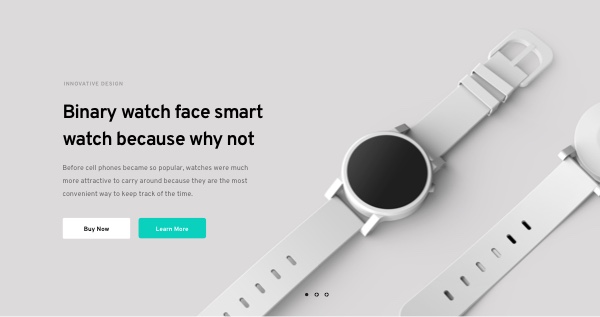 INNOVATIVE DESIGN
Binary watch face smart
watch because why not
Before cell phones became so popular, watches were much
more attractive to carry around because they are the most
convenient way to keep track of the time.
Buy Now
Learn More